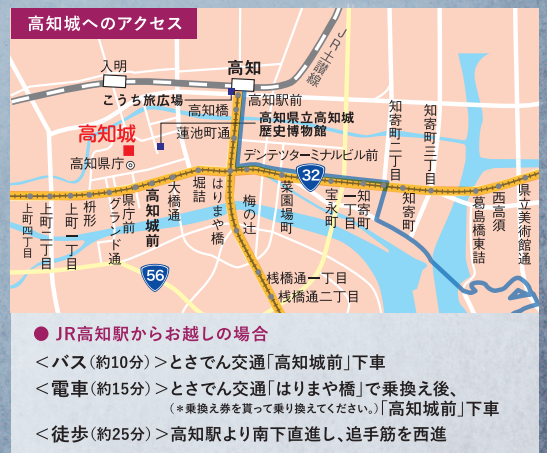 高知城へのアクセス
JR土讃線
入明
高知
こうち旅広場
高知駅前
高知橋
高知県立高知城
歴史博物館
高知城
蓮池町通
高知県庁◎
デンテツターミナルビル前
32
知寄町二丁目
知寄町三丁目
上町四丁目
上町二丁目
上町一丁目
枡形
グランド通
県庁前
高知城前
大橋通
堀詰
はりまや橋
梅の辻
菜園場町
宝永町
知寄町一丁目
知寄町
葛島橋東詰
西高須
県立美術館通
56
桟橋通一丁目
桟橋通二丁目
● JR高知駅からお越しの場合
＜バス（約10分）＞とさでん交通「高知城前」下車
＜電車（約15分）＞とさでん交通「はりまや橋」で乗換え後、
（＊乗換え券を貰って乗り換えてください。）「高知城前」下車
＜徒歩（約25分）＞高知駅より南下直進し、追手筋を西進